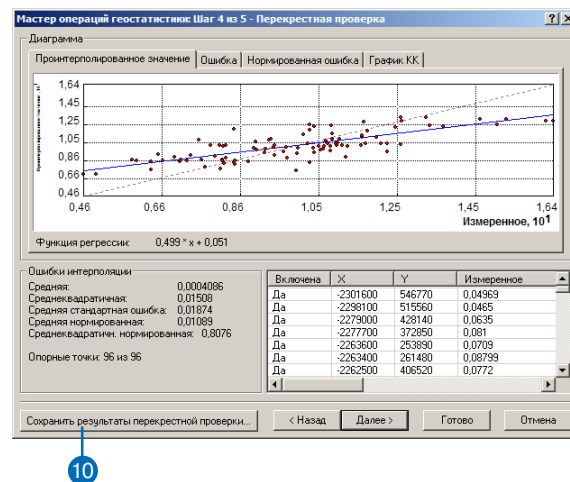 Мастер операций геостатистики: Шаг 4 из 5 - Перекрестная проверка
Диаграмма
Проинтерполированное значение Ошибка Нормированная ошибка График КК
1,64
1,45
1,25
1,05
0,86
0,66
0,46
0,46 0,66 0,86 1,05 1,25 1,45 1,64
Измеренное, 10¹
Функция регрессии: 0,499 * x + 0,051
Ошибки интерполяции
Средняя: 0,0004086
Среднеквадратичная: 0,01508
Средняя стандартная ошибка: 0,01874
Средняя нормированная: 0,01089
Среднеквадратичн. нормированная: 0,8076
Опорные точки: 96 из 96
Включена X Y Измеренное
Да -2301600 546770 0,04969
Да -2298100 515560 0,0465
Да -2279000 428140 0,0635
Да -2277700 372850 0,081
Да -2263600 253890 0,0709
Да -2263400 261480 0,08799
Да -2262500 406520 0,0772
Сохранить результаты перекрестной проверки... < Назад Далее > Готово Отмена
10